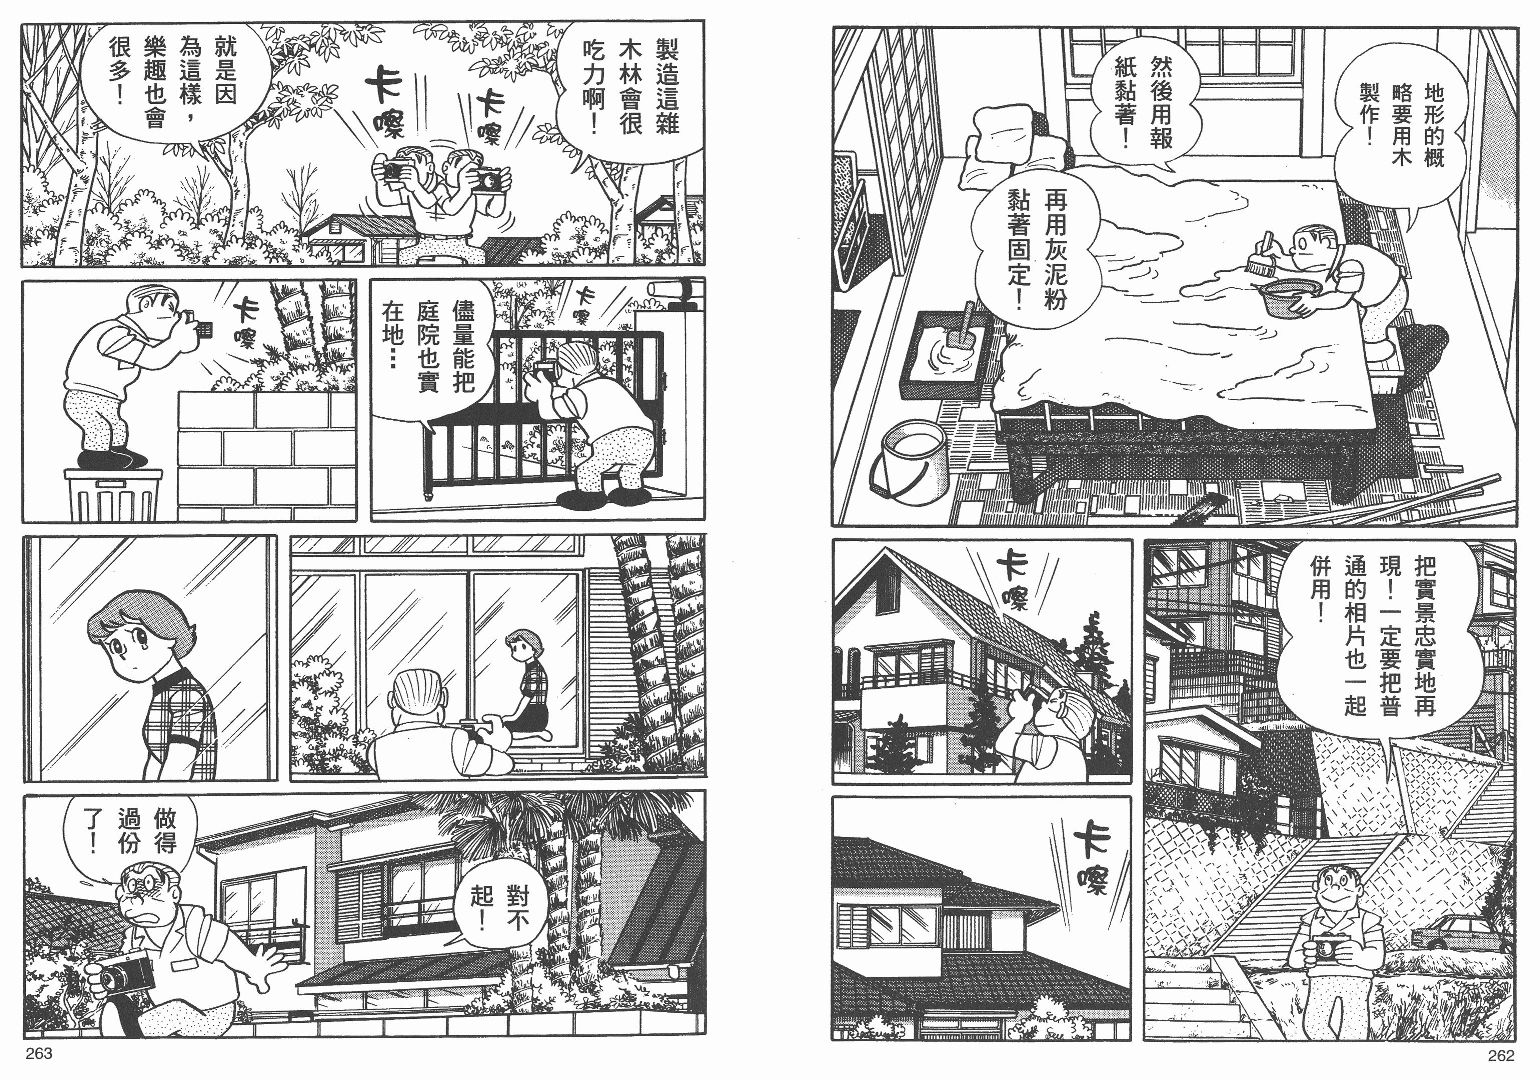 地形的概
略要用木
製作！
然後用報
紙黏著！
再用灰泥粉
黏著固定！
把實景忠實地再
現！一定要把普
通的相片也一起
併用！
卡嚓
卡嚓
262
製造這雜
木林會很
吃力啊！
卡嚓
卡嚓
就是因
為這樣，
樂趣也會
很多！
卡嚓
儘量能把
庭院也實
在地…
卡嚓
對不
起！
做得
過份
了！
263